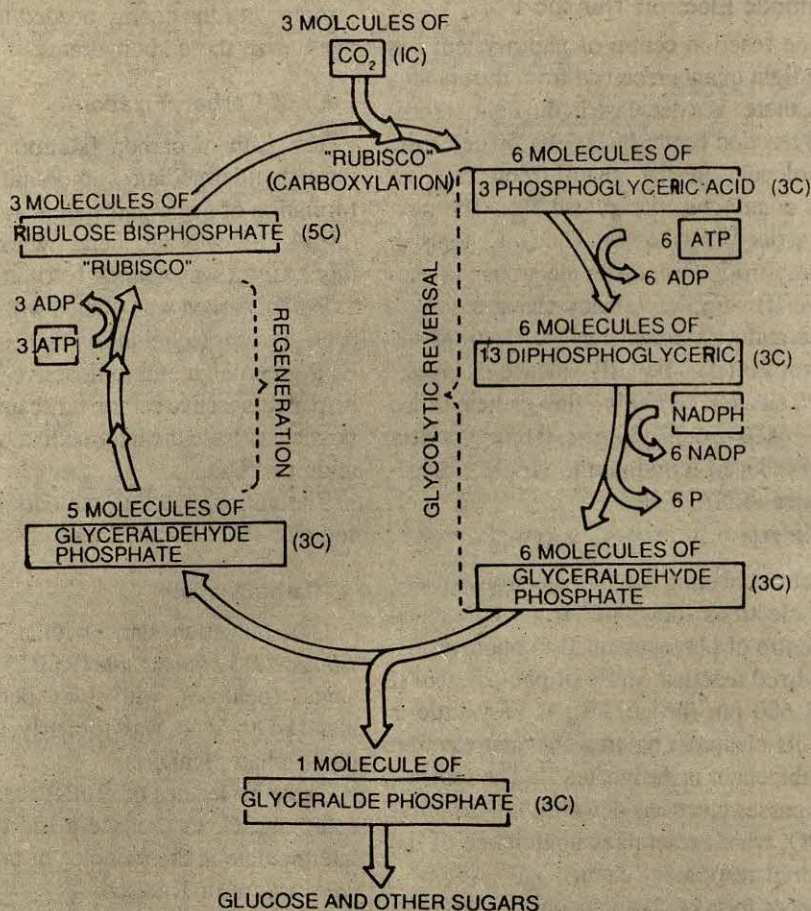 3 MOLECULES OF
CO₂ (IC)
"RUBISCO"
(CARBOXYLATION)
6 MOLECULES OF
3 PHOSPHOGLYCERIC ACID (3C)
6 ATP
6 ADP
6 MOLECULES OF
13 DIPHOSPHOGLYCERIC. (3C)
NADPH
6 NADP
6 P
6 MOLECULES OF
GLYCERALDEHYDE
PHOSPHATE (3C)
GLYCOLYTIC REVERSAL
3 MOLECULES OF
RIBULOSE BISPHOSPHATE (5C)
"RUBISCO"
3 ADP
3 ATP
REGENERATION
5 MOLECULES OF
GLYCERALDEHYDE
PHOSPHATE (3C)
1 MOLECULE OF
GLYCERALDE PHOSPHATE (3C)
GLUCOSE AND OTHER SUGARS